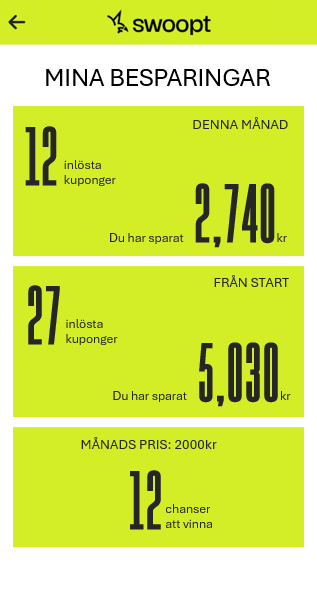 swoopt
MINA BESPARINGAR
DENNA MÅNAD
12
inlösta
kuponger
Du har sparat 2,740 kr
FRÅN START
27
inlösta
kuponger
Du har sparat 5,030 kr
MÅNADS PRIS: 2000kr
12
chanser
att vinna